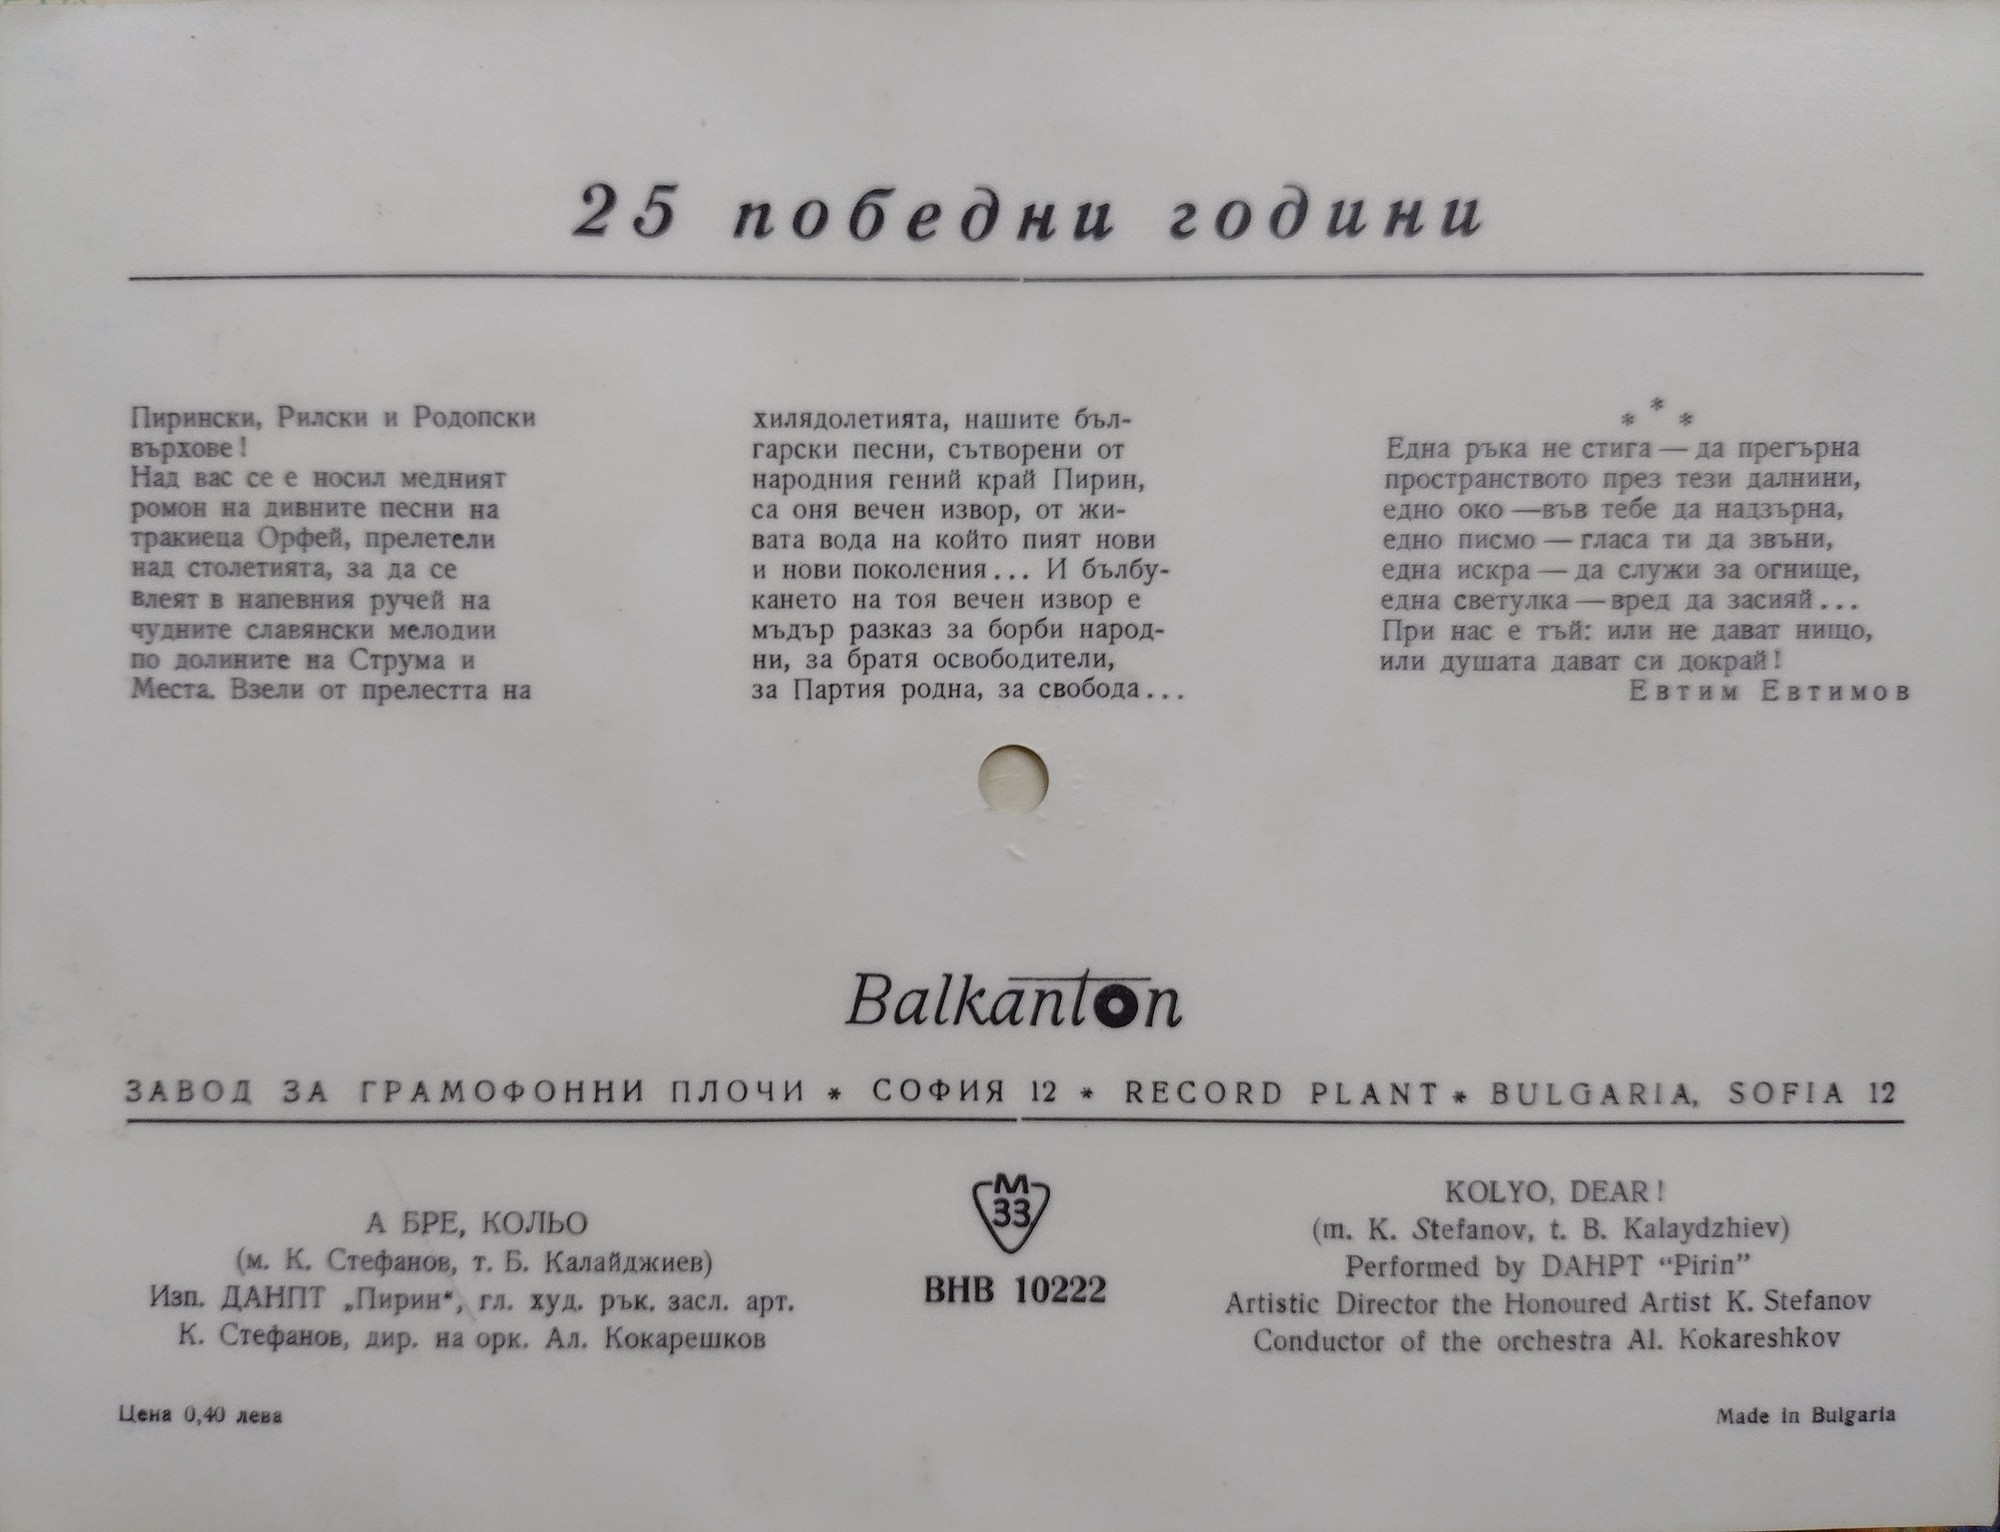 25 победни години
Пирински, Рилски и Родопски
върхове!
Над вас се е носил медният
ромон на дивните песни на
тракиеца Орфей, прелетели
над столетията, за да се
влеят в напевния ручей на
чудните славянски мелодии
по долините на Струма и
Места. Взели от прелестта на
хилядолетията, нашите бъл-
гарски песни, сътворени от
народния гений край Пирин,
са оня вечен извор, от жи-
вата вода на който пият нови
и нови поколения... И бълбу-
кането на тоя вечен извор е
мъдър разказ за борби народ-
ни, за братя освободители,
за Партия родна, за свобода...
* * *
Една ръка не стига — да прегърна
пространството през тези далнини,
едно око — във тебе да надзърна,
едно писмо — гласа ти да звъни,
една искра — да служи за огнище,
една светулка — вред да засияй...
При нас е тъй: или не дават нищо,
или душата дават си докрай!
Евтим Евтимов
Balkanton
ЗАВОД ЗА ГРАМОФОННИ ПЛОЧИ * СОФИЯ 12 * RECORD PLANT * BULGARIA, SOFIA 12
А БРЕ, КОЛЬО
(м. К. Стефанов, т. Б. Калайджиев)
Изп. ДАНПТ „Пирин“, гл. худ. рък. засл. арт.
К. Стефанов, дир. на орк. Ал. Кокарешков
Цена 0,40 лева
М
33
ВНВ 10222
KOLYO, DEAR!
(m. K. Stefanov, t. B. Kalaydzhiev)
Performed by DAHPT “Pirin”
Artistic Director the Honoured Artist K. Stefanov
Conductor of the orchestra Al. Kokareshkov
Made in Bulgaria